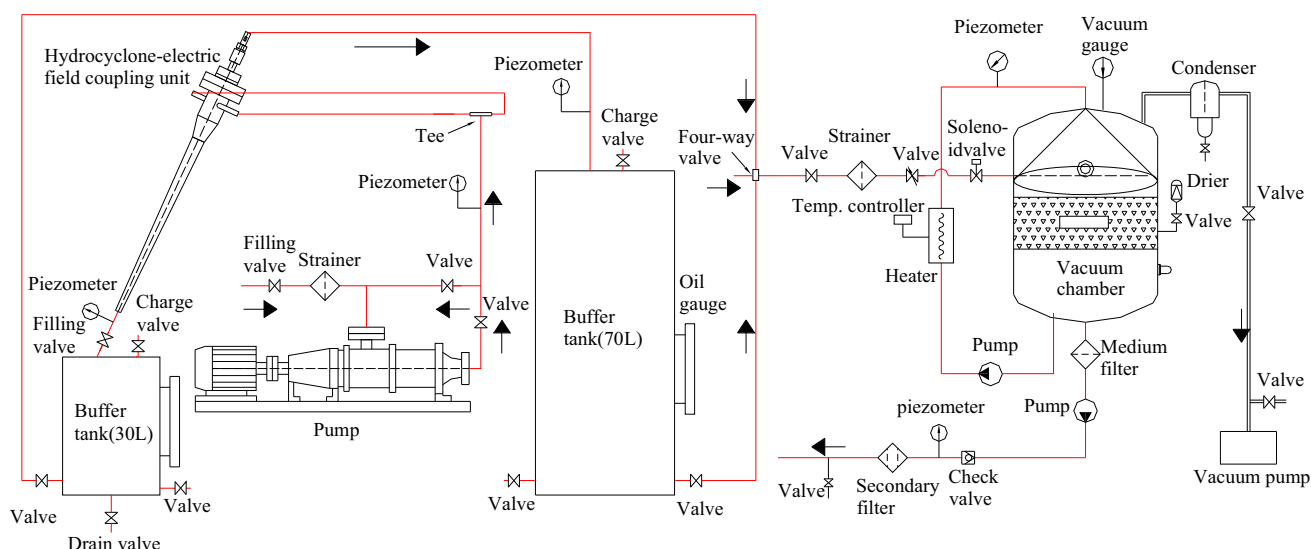 Hydrocyclone-electric
field coupling unit
Piezometer
Tee
Charge
valve
Piezometer
Four-way
valve
Piezometer
Vacuum
gauge
Condenser
Strainer
Valve
Valve
Soleno-
idvalve
Drier
Valve
Valve
Temp. controller
Heater
Vacuum
chamber
Filling
valve
Strainer
Valve
Valve
Piezometer
Charge
valve
Filling
valve
Buffer
tank(30L)
Buffer
tank(70L)
Oil
gauge
Pump
Medium
filter
Pump
Valve
Pump
piezometer
Valve
Secondary
filter
Check
valve
Vacuum pump
Valve
Valve
Drain valve
Valve
Valve